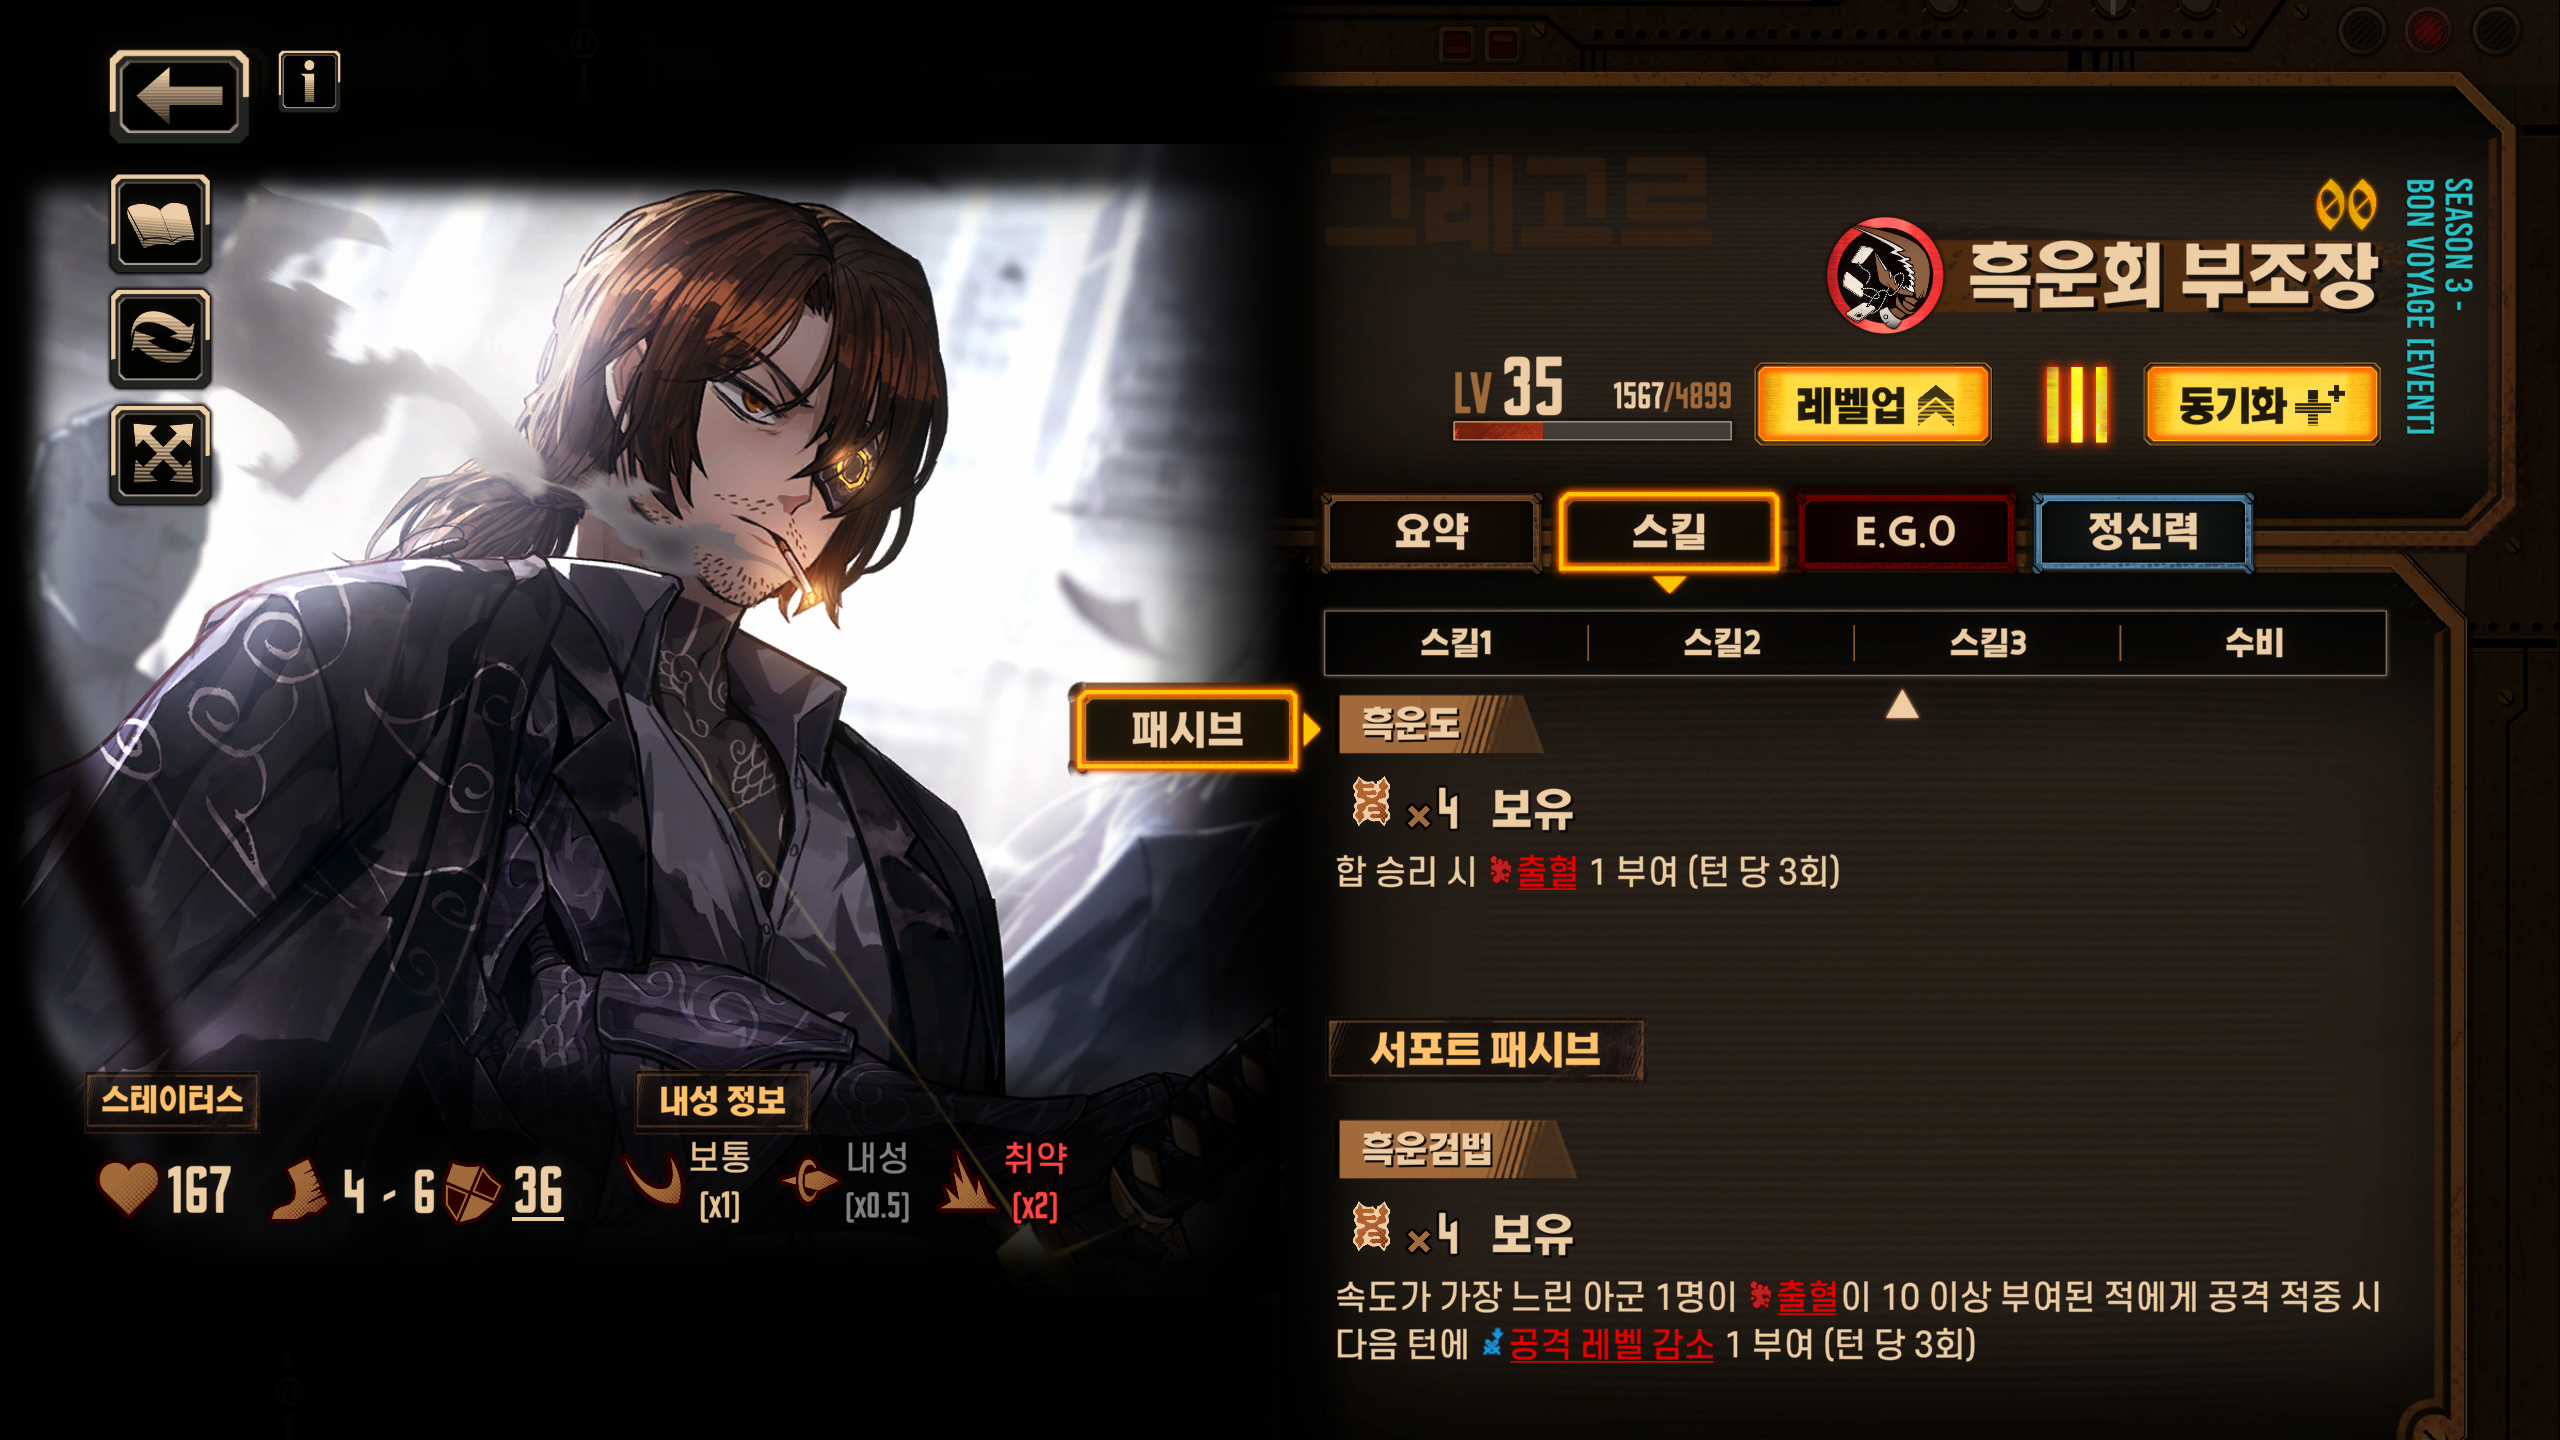 그레고르
흑운회 부조장
SEASON 3 -
BON VOYAGE [EVENT]
LV 35 1567/4899
레벨업
동기화
요약
스킬
E.G.O
정신력
스킬1
스킬2
스킬3
수비
패시브
흑운도
×4 보유
합 승리 시 출혈 1 부여 (턴 당 3회)
서포트 패시브
흑운검법
×4 보유
속도가 가장 느린 아군 1명이 출혈이 10 이상 부여된 적에게 공격 적중 시
다음 턴에 공격 레벨 감소 1 부여 (턴 당 3회)
스테이터스
167 4 - 6 36
내성 정보
보통
[x1]
내성
[x0.5]
취약
[x2]